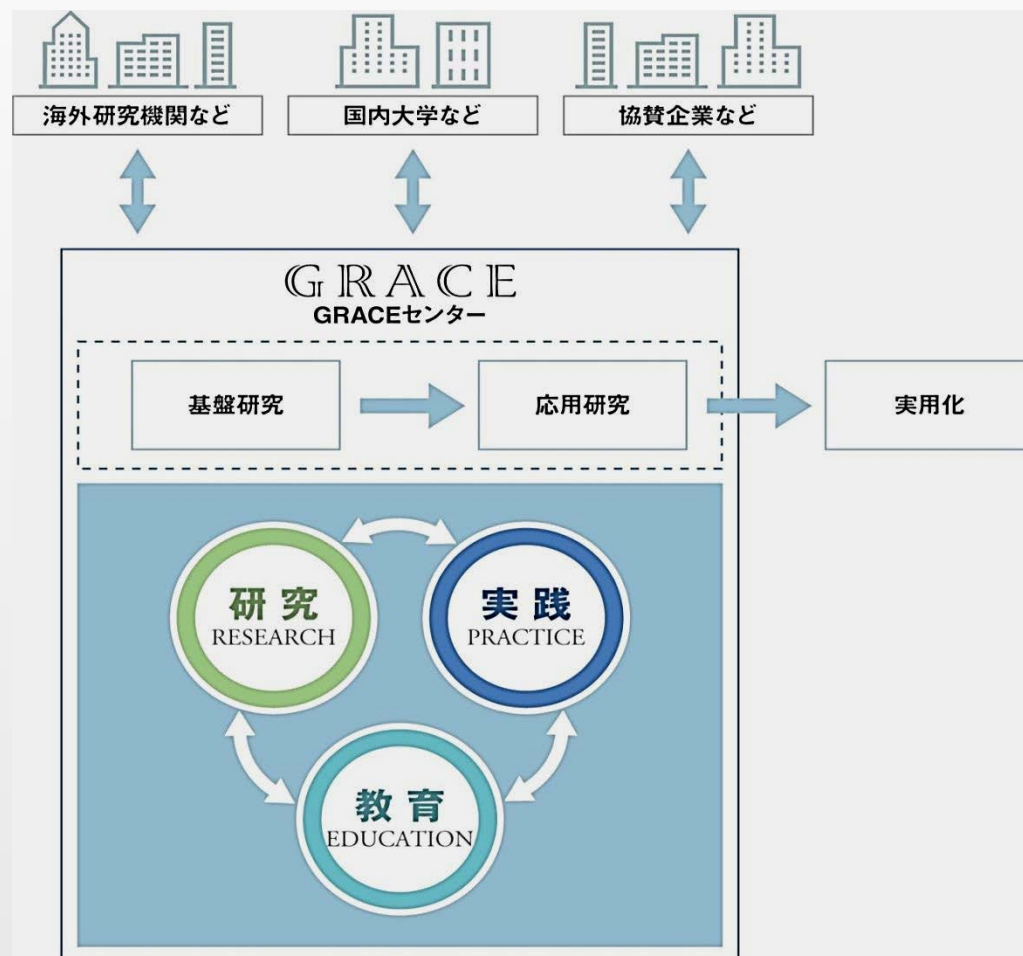 海外研究機関など
国内大学など
協賛企業など
GRACE
GRACEセンター
基盤研究
応用研究
実用化
研究
RESEARCH
実践
PRACTICE
教育
EDUCATION